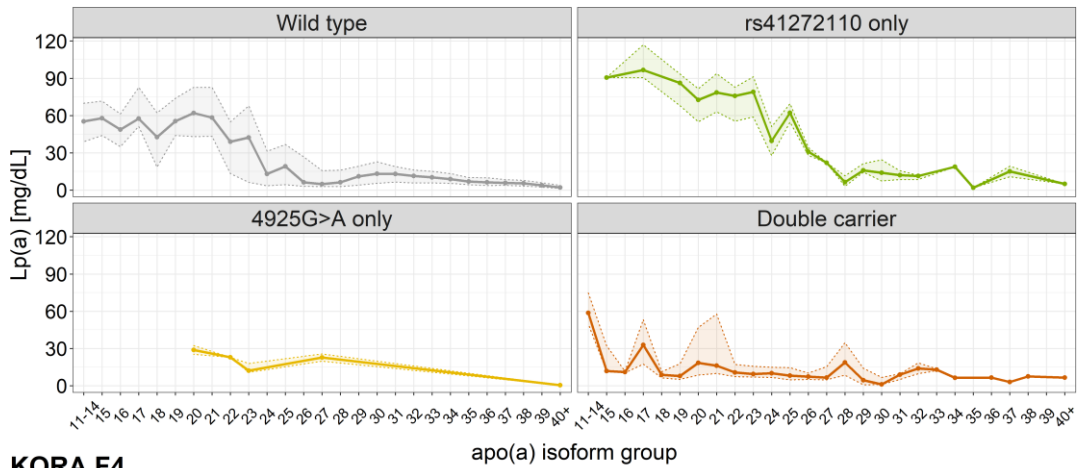 Wild type
rs41272110 only
120
90
60
30
0
4925G>A only
Double carrier
120
90
60
30
0
Lp(a) [mg/dL]
11-14 15 16 17 18 19 20 21 22 23 24 25 26 27 28 29 30 31 32 33 34 35 36 37 38 39 40+
11-14 15 16 17 18 19 20 21 22 23 24 25 26 27 28 29 30 31 32 33 34 35 36 37 38 39 40+
apo(a) isoform group
KORA F4